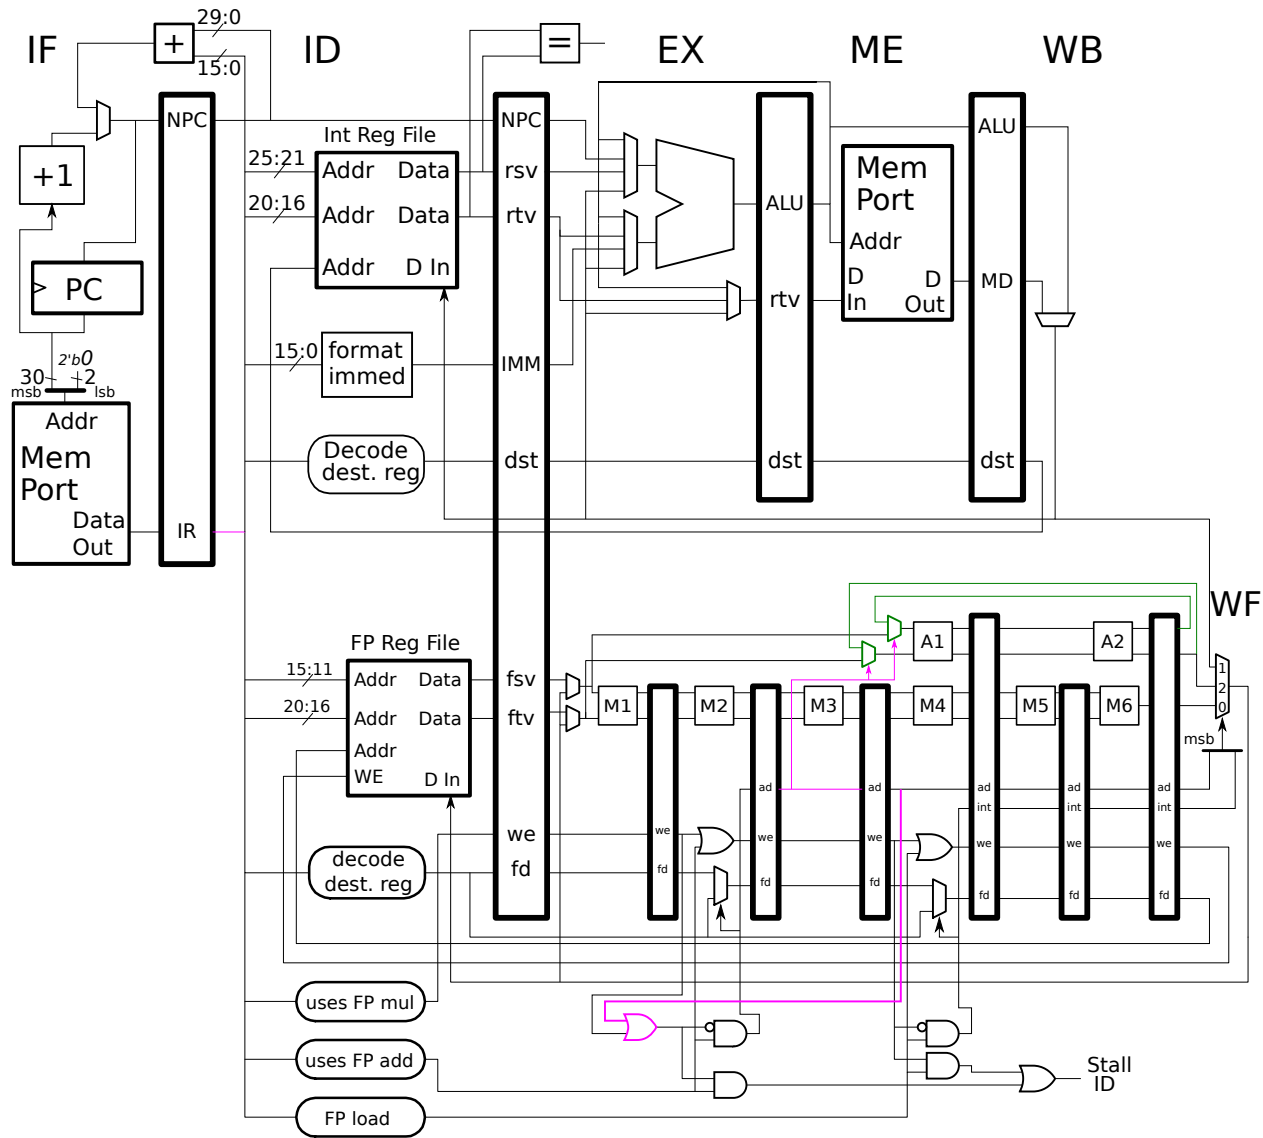 IF
ID
EX
ME
WB
29:0
15:0
+
=
NPC
+1
PC
30
2'b0
2
msb
lsb
Addr
Mem
Port
Data
Out
IR
Int Reg File
25:21
Addr
Data
20:16
Addr
Data
Addr
D In
15:0
format
immed
Decode
dest. reg
NPC
rsv
rtv
IMM
dst
ALU
rtv
dst
Mem
Port
Addr
D
In
D
Out
ALU
MD
dst
WF
FP Reg File
15:11
Addr
Data
20:16
Addr
Data
Addr
WE
D In
fsv
ftv
we
fd
decode
dest. reg
M1
M2
M3
M4
M5
M6
A1
A2
we
fd
ad
we
fd
ad
we
fd
ad
int
we
fd
ad
int
we
fd
ad
int
we
fd
1
2
0
msb
uses FP mul
uses FP add
FP load
Stall
ID